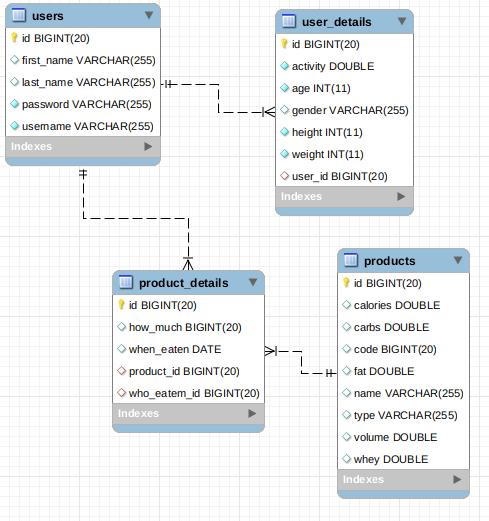 users
id BIGINT(20)
first_name VARCHAR(255)
last_name VARCHAR(255)
password VARCHAR(255)
username VARCHAR(255)
Indexes
user_details
id BIGINT(20)
activity DOUBLE
age INT(11)
gender VARCHAR(255)
height INT(11)
weight INT(11)
user_id BIGINT(20)
Indexes
product_details
id BIGINT(20)
how_much BIGINT(20)
when_eaten DATE
product_id BIGINT(20)
who_eatem_id BIGINT(20)
Indexes
products
id BIGINT(20)
calories DOUBLE
carbs DOUBLE
code BIGINT(20)
fat DOUBLE
name VARCHAR(255)
type VARCHAR(255)
volume DOUBLE
whey DOUBLE
Indexes